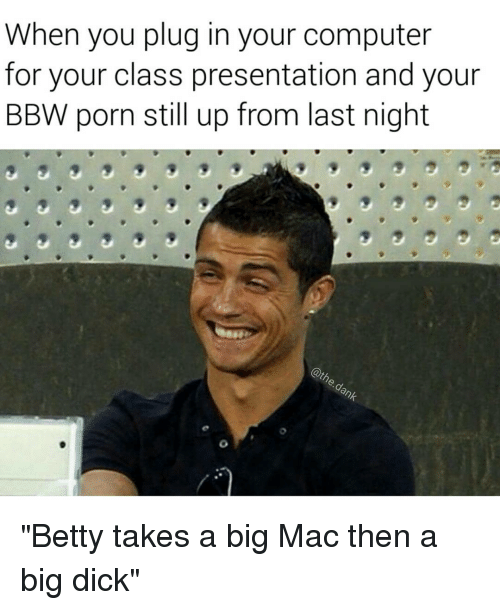 When you plug in your computer
for your class presentation and your
BBW porn still up from last night
@the.dank
"Betty takes a big Mac then a
big dick"